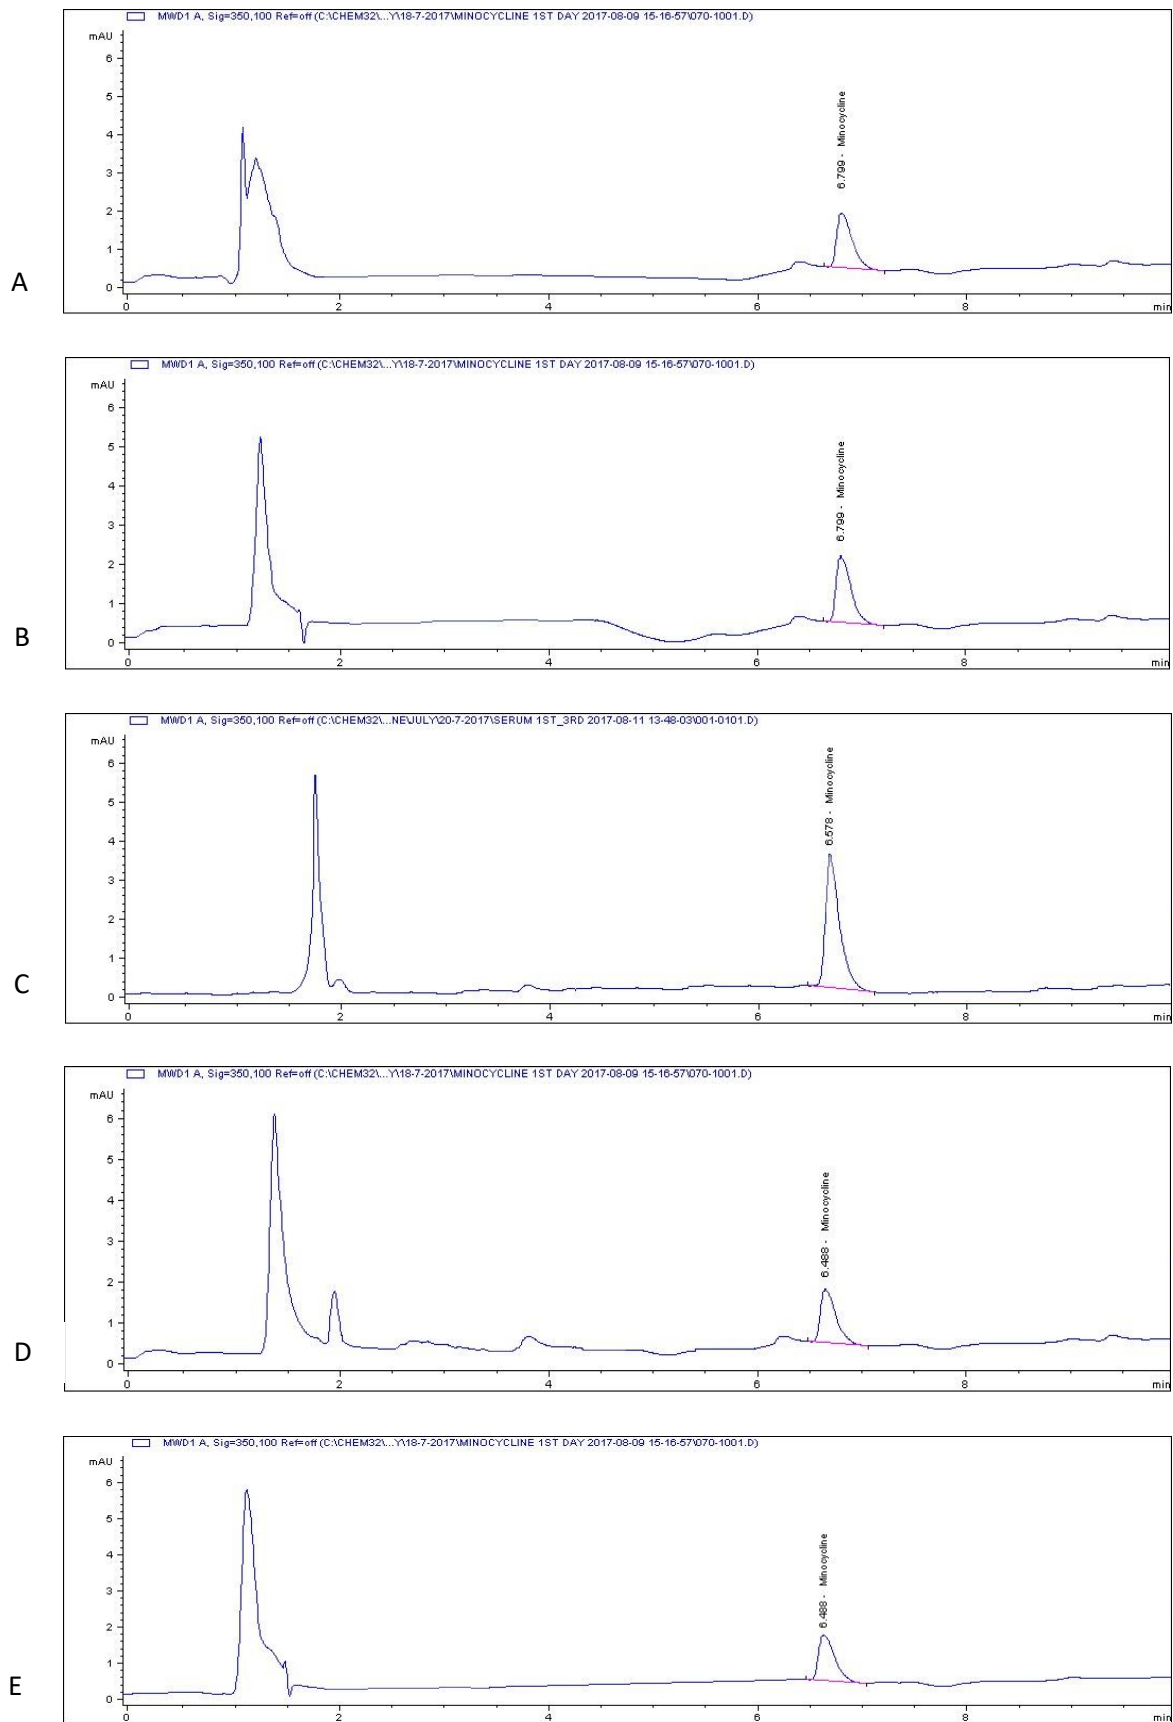 MWD1 A, Sig=350,100 Ref=off (C:\CHEM32\...Y\18-7-2017\MINOCYCLINE 1ST DAY 2017-08-09 15-16-57\070-1001.D)
mAU
6
5
4
3
2
1
0
6.799 - Minocycline
A
0 2 4 6 8 min
MWD1 A, Sig=350,100 Ref=off (C:\CHEM32\...Y\18-7-2017\MINOCYCLINE 1ST DAY 2017-08-09 15-16-57\070-1001.D)
mAU
6
5
4
3
2
1
0
6.799 - Minocycline
B
0 2 4 6 8 min
MWD1 A, Sig=350,100 Ref=off (C:\CHEM32\...NE\JULY\20-7-2017\SERUM 1ST_3RD 2017-08-11 13-48-03\001-0101.D)
mAU
6
5
4
3
2
1
0
6.578 - Minocycline
C
0 2 4 6 8 min
MWD1 A, Sig=350,100 Ref=off (C:\CHEM32\...Y\18-7-2017\MINOCYCLINE 1ST DAY 2017-08-09 15-16-57\070-1001.D)
mAU
6
5
4
3
2
1
0
6.488 - Minocycline
D
0 2 4 6 8 min
MWD1 A, Sig=350,100 Ref=off (C:\CHEM32\...Y\18-7-2017\MINOCYCLINE 1ST DAY 2017-08-09 15-16-57\070-1001.D)
mAU
6
5
4
3
2
1
0
6.488 - Minocycline
E
0 2 4 6 8 min